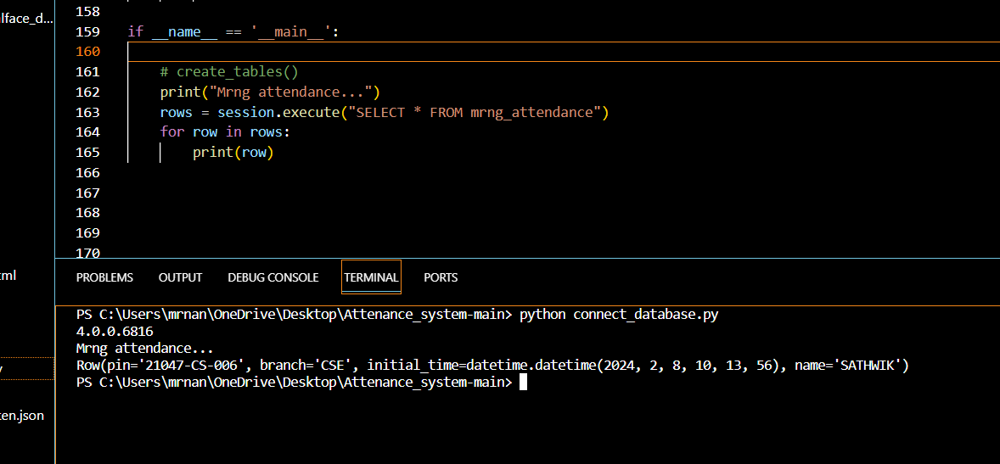 lface_d...
158
159 if __name__ == '__main__':
160
161 # create_tables()
162 print("Mrng attendance...")
163 rows = session.execute("SELECT * FROM mrng_attendance")
164 for row in rows:
165 print(row)
166
167
168
169
170
tml
PROBLEMS OUTPUT DEBUG CONSOLE TERMINAL PORTS
PS C:\Users\mrnan\OneDrive\Desktop\Attenance_system-main> python connect_database.py
4.0.0.6816
Mrng attendance...
Row(pin='21047-CS-006', branch='CSE', initial_time=datetime.datetime(2024, 2, 8, 10, 13, 56), name='SATHWIK')
PS C:\Users\mrnan\OneDrive\Desktop\Attenance_system-main>
ten.json